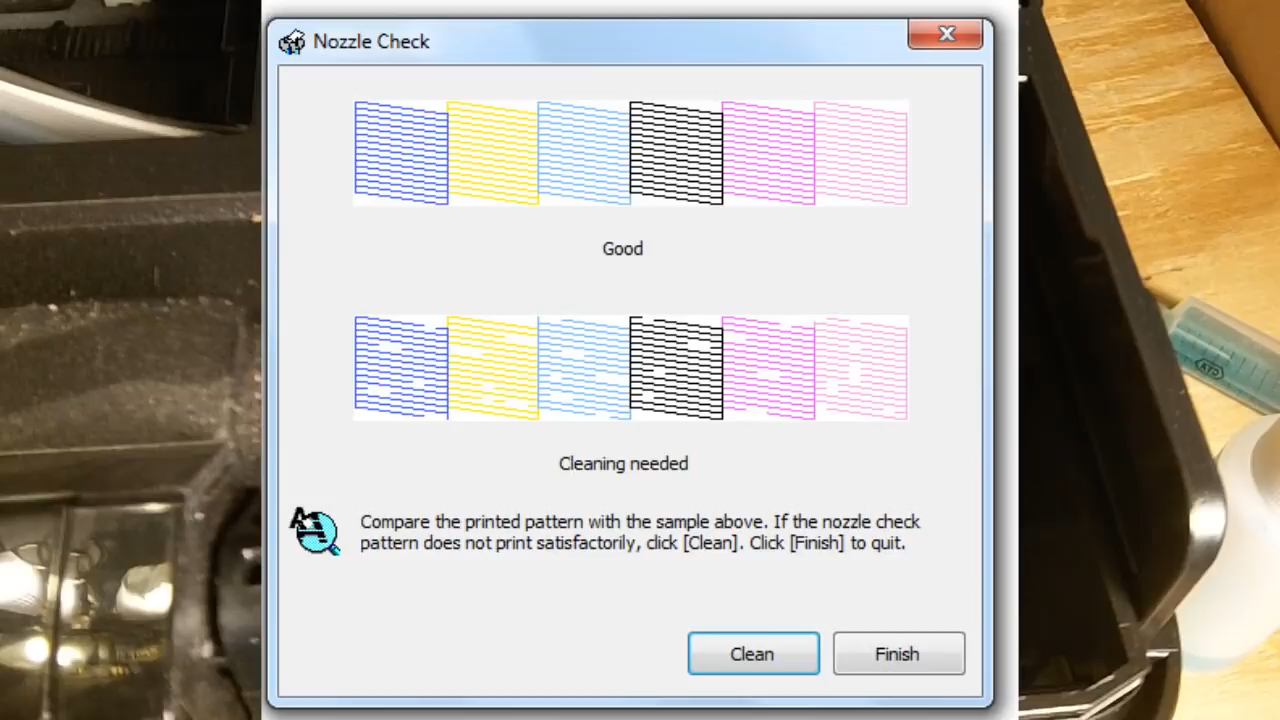 Nozzle Check
Good
Cleaning needed
Compare the printed pattern with the sample above. If the nozzle check
pattern does not print satisfactorily, click [Clean]. Click [Finish] to quit.
Clean
Finish
ATP